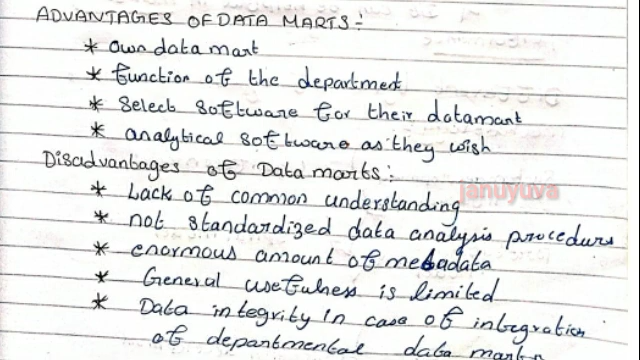 ADVANTAGES OF DATA MARTS:
* Own data mart
* function of the department
* Select software for their datamart
* analytical software as they wish
Disadvantages of Data marts:
januyuva
* Lack of common understanding
* not standardized data analysis procedure
* enormous amount of metadata
* General usefulness is limited
* Data integrity in case of integration
of departmental data marts